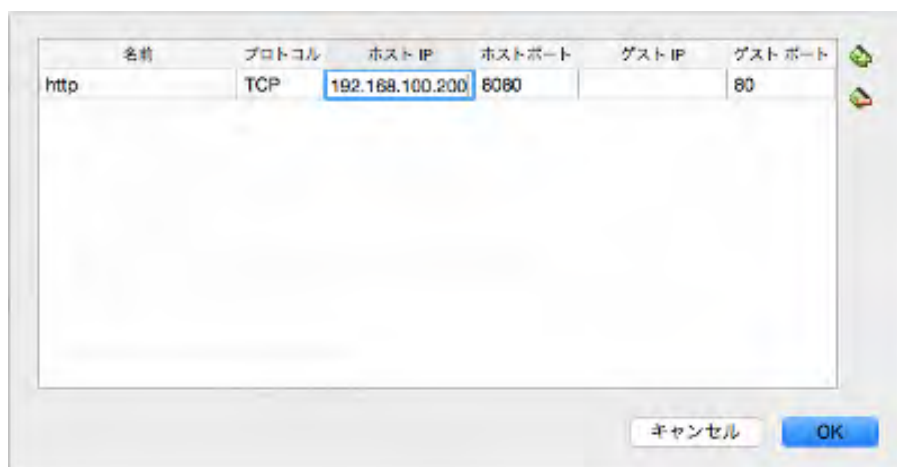 名前 プロトコル ホスト IP ホストポート ゲスト IP ゲスト ポート
http TCP 192.168.100.200 8080 80
キャンセル OK